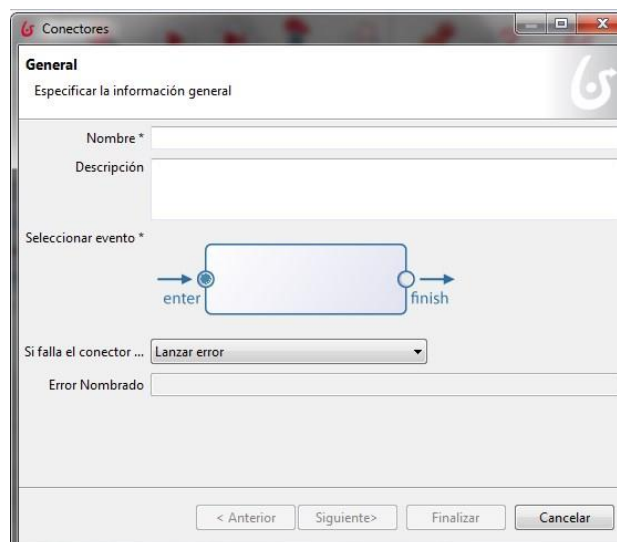 Conectores
General
Especificar la información general
Nombre *
Descripción
Seleccionar evento *
enter
finish
Si falla el conector ... Lanzar error
Error Nombrado
< Anterior Siguiente> Finalizar Cancelar